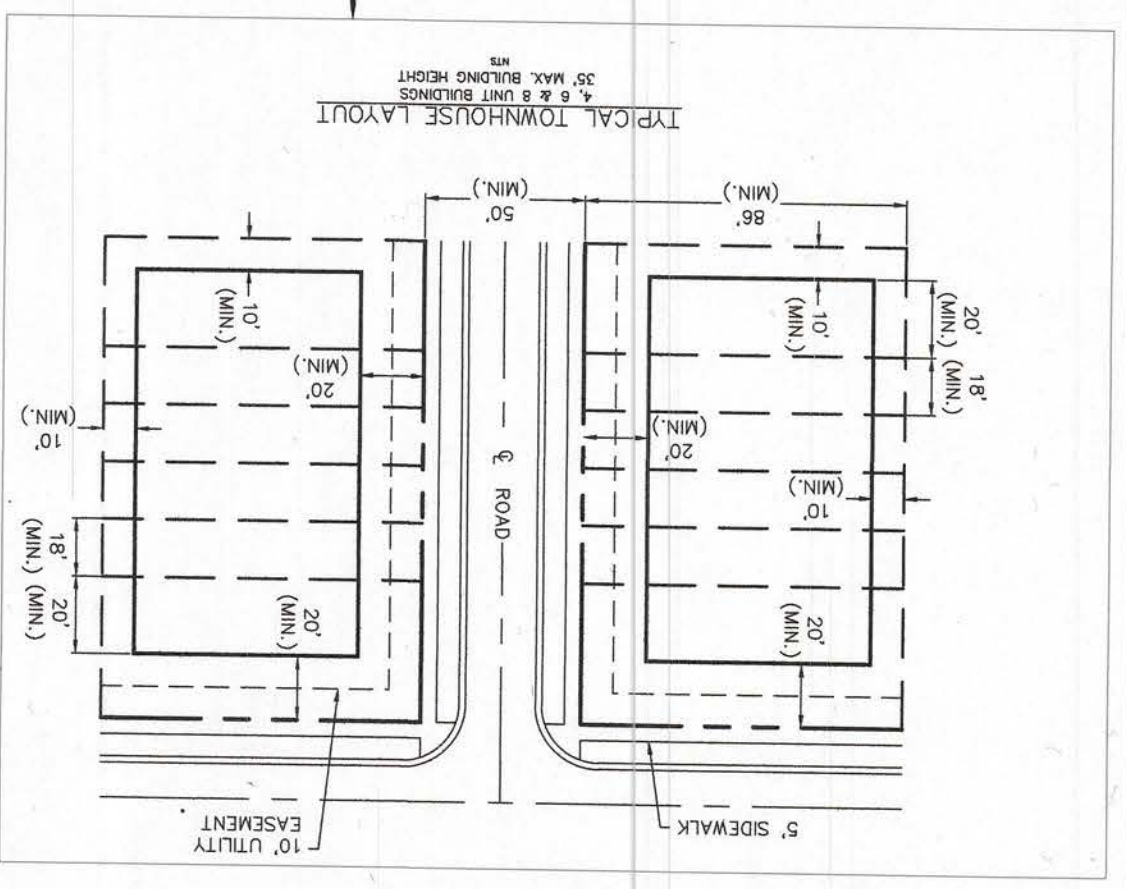 5' SIDEWALK
10' UTILITY
EASEMENT
20'
(MIN.)
20'
(MIN.)
20'
(MIN.)
18'
(MIN.)
ROAD
℄
10'
(MIN.)
20'
(MIN.)
10'
(MIN.)
18'
(MIN.)
20'
(MIN.)
20'
(MIN.)
10'
(MIN.)
10'
(MIN.)
86'
(MIN.)
50'
(MIN.)
TYPICAL TOWNHOUSE LAYOUT
4, 6 & 8 UNIT BUILDINGS
35' MAX. BUILDING HEIGHT
NTS